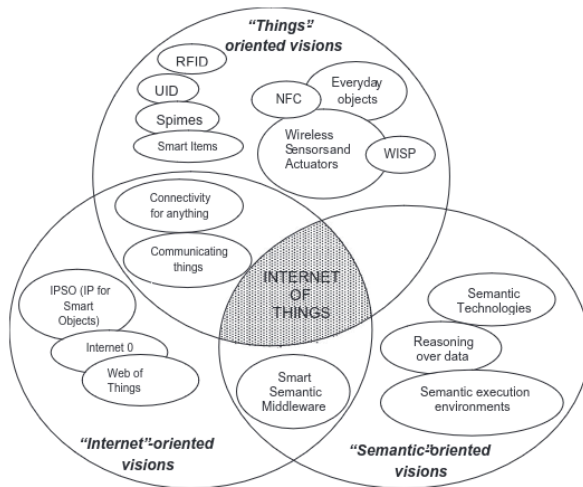 “Things”-
oriented visions
RFID
UID
Spimes
Smart Items
NFC
Everyday
objects
Wireless
Sensors and
Actuators
WISP
Connectivity
for anything
Communicating
things
INTERNET
OF
THINGS
IPSO (IP for
Smart
Objects)
Internet 0
Web of
Things
Semantic
Technologies
Reasoning
over data
Semantic execution
environments
Smart
Semantic
Middleware
“Internet”-oriented
visions
“Semantic”-oriented
visions